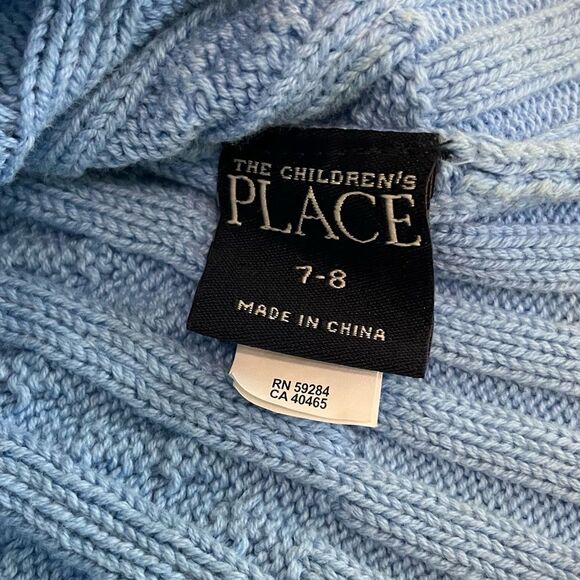 THE CHILDREN'S
PLACE
7-8
MADE IN CHINA
RN 59284
CA 40465